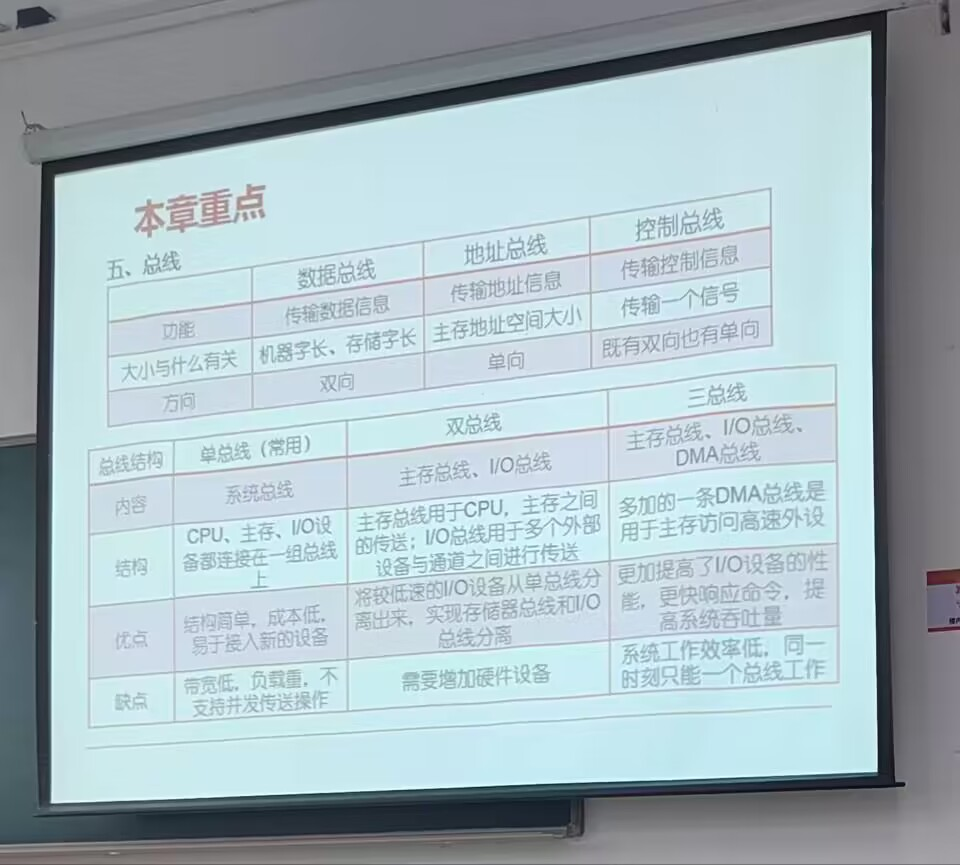 本章重点
五、总线
数据总线 地址总线 控制总线
功能 传输数据信息 传输地址信息 传输控制信息
大小与什么有关 机器字长、存储字长 主存地址空间大小 传输一个信号
方向 双向 单向 既有双向也有单向
总线结构 单总线（常用） 双总线 三总线
内容 系统总线 主存总线、I/O总线 主存总线、I/O总线、
DMA总线
结构 CPU、主存、I/O设
备都连接在一组总线
上
主存总线用于CPU，主存之间
的传送；I/O总线用于多个外部
设备与通道之间进行传送
多加的一条DMA总线是
用于主存访问高速外设
优点 结构简单，成本低，
易于接入新的设备
将较低速的I/O设备从单总线分
离出来，实现存储器总线和I/O
总线分离
更加提高了I/O设备的性
能，更快响应命令，提
高系统吞吐量
缺点 带宽低，负载重，不
支持并发传送操作
需要增加硬件设备
系统工作效率低，同一
时刻只能一个总线工作